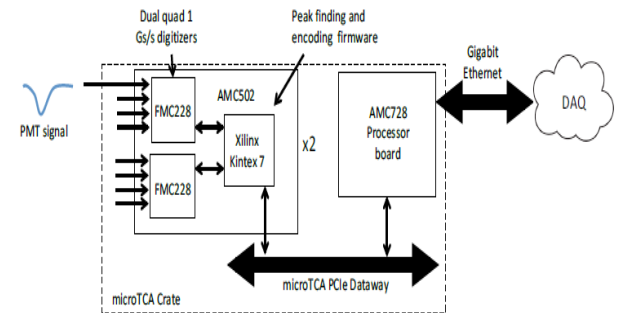 Dual quad 1
Gs/s digitizers
Peak finding and
encoding firmware
Gigabit
Ethernet
PMT signal
FMC228
AMC502
Xilinx
Kintex 7
FMC228
x2
AMC728
Processor
board
DAQ
microTCA PCIe Dataway
microTCA Crate